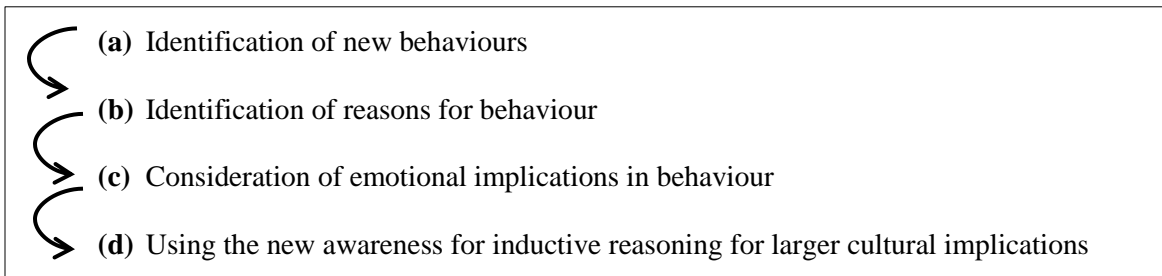 (a) Identification of new behaviours
(b) Identification of reasons for behaviour
(c) Consideration of emotional implications in behaviour
(d) Using the new awareness for inductive reasoning for larger cultural implications